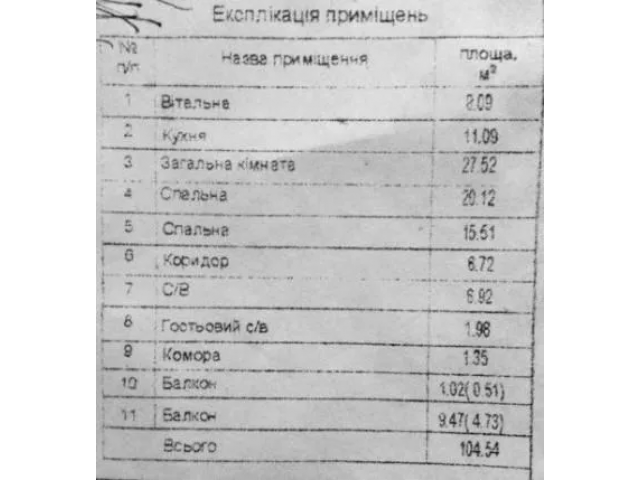 Експлікація приміщень
№ п/п Назва приміщення площа, м²
1 Вітальна 8.09
2 Кухня 11.09
3 Загальна кімната 27.52
4 Спальна 20.12
5 Спальна 15.51
6 Коридор 6.72
7 С/В 6.92
8 Гостьовий с/в 1.98
9 Комора 1.35
10 Балкон 1.02(0.51)
11 Балкон 9.47(4.73)
Всього 104.54